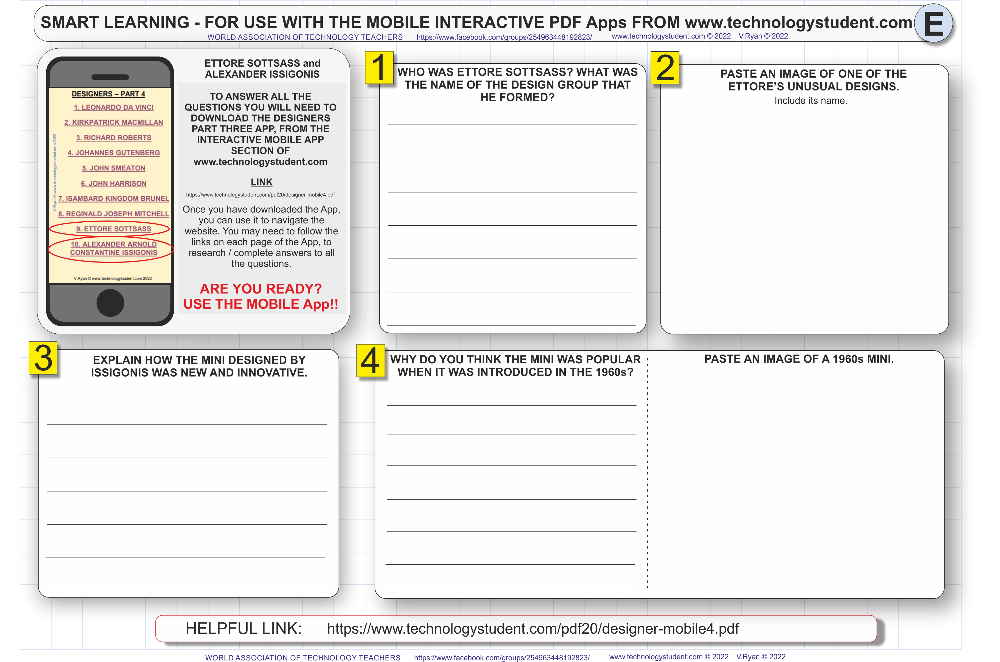 SMART LEARNING - FOR USE WITH THE MOBILE INTERACTIVE PDF Apps FROM www.technologystudent.com
E
WORLD ASSOCIATION OF TECHNOLOGY TEACHERS https://www.facebook.com/groups/254963448192823/ www.technologystudent.com © 2022 V.Ryan © 2022
DESIGNERS – PART 4
1. LEONARDO DA VINCI
2. KIRKPATRICK MACMILLAN
3. RICHARD ROBERTS
4. JOHANNES GUTENBERG
5. JOHN SMEATON
6. JOHN HARRISON
7. ISAMBARD KINGDOM BRUNEL
8. REGINALD JOSEPH MITCHELL
9. ETTORE SOTTSASS
10. ALEXANDER ARNOLD
CONSTANTINE ISSIGONIS
V.Ryan © www.technologystudent.com 2022
V.Ryan © www.technologystudent.com 2022
ETTORE SOTTSASS and
ALEXANDER ISSIGONIS
TO ANSWER ALL THE
QUESTIONS YOU WILL NEED TO
DOWNLOAD THE DESIGNERS
PART THREE APP, FROM THE
INTERACTIVE MOBILE APP
SECTION OF
www.technologystudent.com
LINK
https://www.technologystudent.com/pdf20/designer-mobile4.pdf
Once you have downloaded the App,
you can use it to navigate the
website. You may need to follow the
links on each page of the App, to
research / complete answers to all
the questions.
ARE YOU READY?
USE THE MOBILE App!!
1
WHO WAS ETTORE SOTTSASS? WHAT WAS
THE NAME OF THE DESIGN GROUP THAT
HE FORMED?
2
PASTE AN IMAGE OF ONE OF THE
ETTORE’S UNUSUAL DESIGNS.
Include its name.
3
EXPLAIN HOW THE MINI DESIGNED BY
ISSIGONIS WAS NEW AND INNOVATIVE.
4
WHY DO YOU THINK THE MINI WAS POPULAR
WHEN IT WAS INTRODUCED IN THE 1960s?
PASTE AN IMAGE OF A 1960s MINI.
HELPFUL LINK: https://www.technologystudent.com/pdf20/designer-mobile4.pdf
WORLD ASSOCIATION OF TECHNOLOGY TEACHERS https://www.facebook.com/groups/254963448192823/ www.technologystudent.com © 2022 V.Ryan © 2022